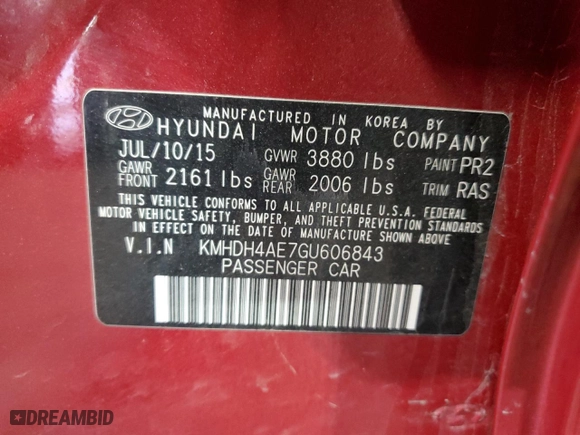 MANUFACTURED IN KOREA BY
HYUNDAI MOTOR COMPANY
JUL/10/15 GVWR 3880 lbs PAINT PR2
GAWR FRONT 2161 lbs GAWR REAR 2006 lbs TRIM RAS
THIS VEHICLE CONFORMS TO ALL APPLICABLE U.S.A. FEDERAL
MOTOR VEHICLE SAFETY, BUMPER, AND THEFT PREVENTION STANDARDS
IN EFFECT ON THE DATE OF MANUFACTURE SHOWN ABOVE.
V.I.N KMHDH4AE7GU606843
PASSENGER CAR
DREAMBID